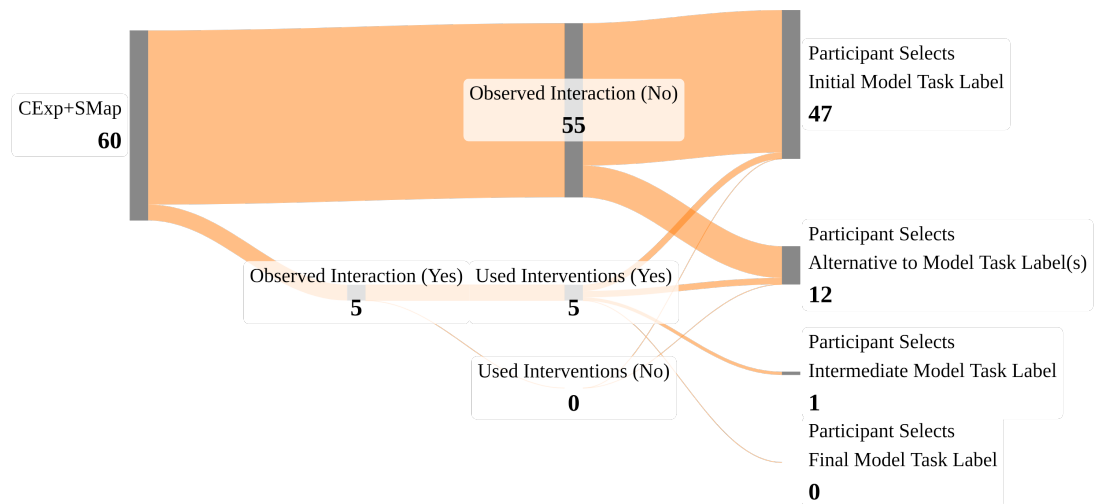 CExp+SMap
60
Observed Interaction (No)
55
Observed Interaction (Yes)
5
Used Interventions (Yes)
5
Used Interventions (No)
0
Participant Selects
Initial Model Task Label
47
Participant Selects
Alternative to Model Task Label(s)
12
Participant Selects
Intermediate Model Task Label
1
Participant Selects
Final Model Task Label
0